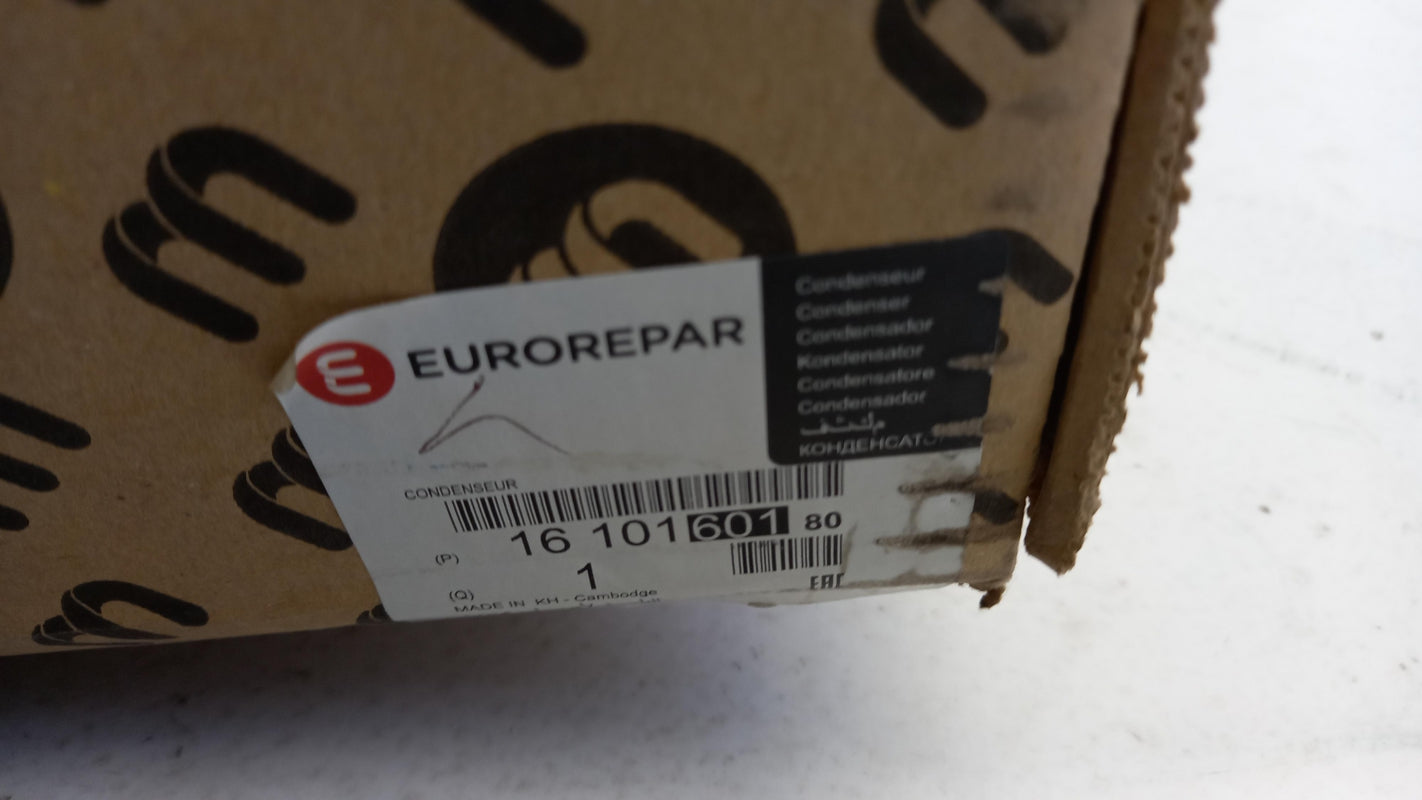 EUROREPAR
Condenseur
Condenser
Condensador
Kondensator
Condensatore
Condensador
مكثف
КОНДЕНСАТО
CONDENSEUR
(P) 16 101 601 80
(Q) 1
EAC
MADE IN KH - Cambodge